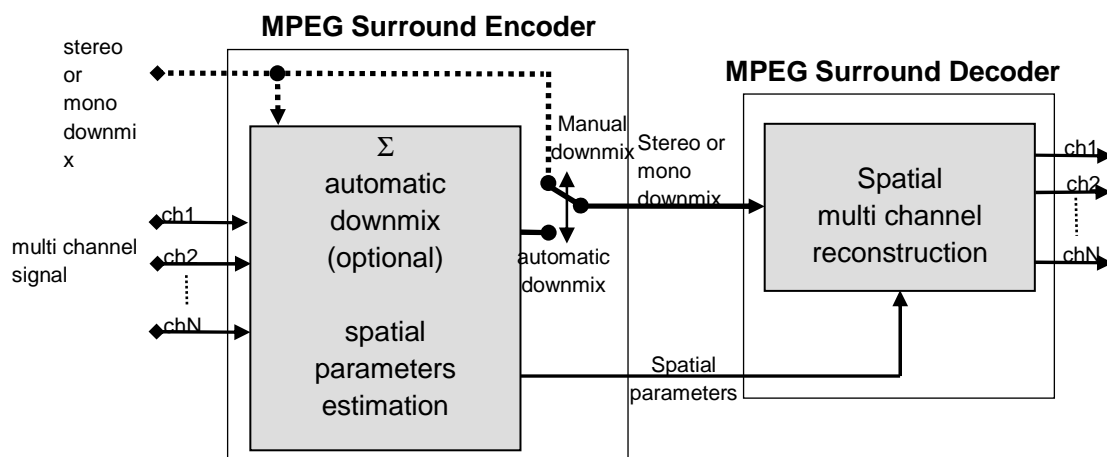 MPEG Surround Encoder
stereo
or
mono
downmi
x
MPEG Surround Decoder
Σ
automatic
downmix
(optional)
spatial
parameters
estimation
multi channel
signal
ch1
ch2
chN
Manual
downmix
automatic
downmix
Stereo or
mono
downmix
Spatial
parameters
Spatial
multi channel
reconstruction
ch1
ch2
chN